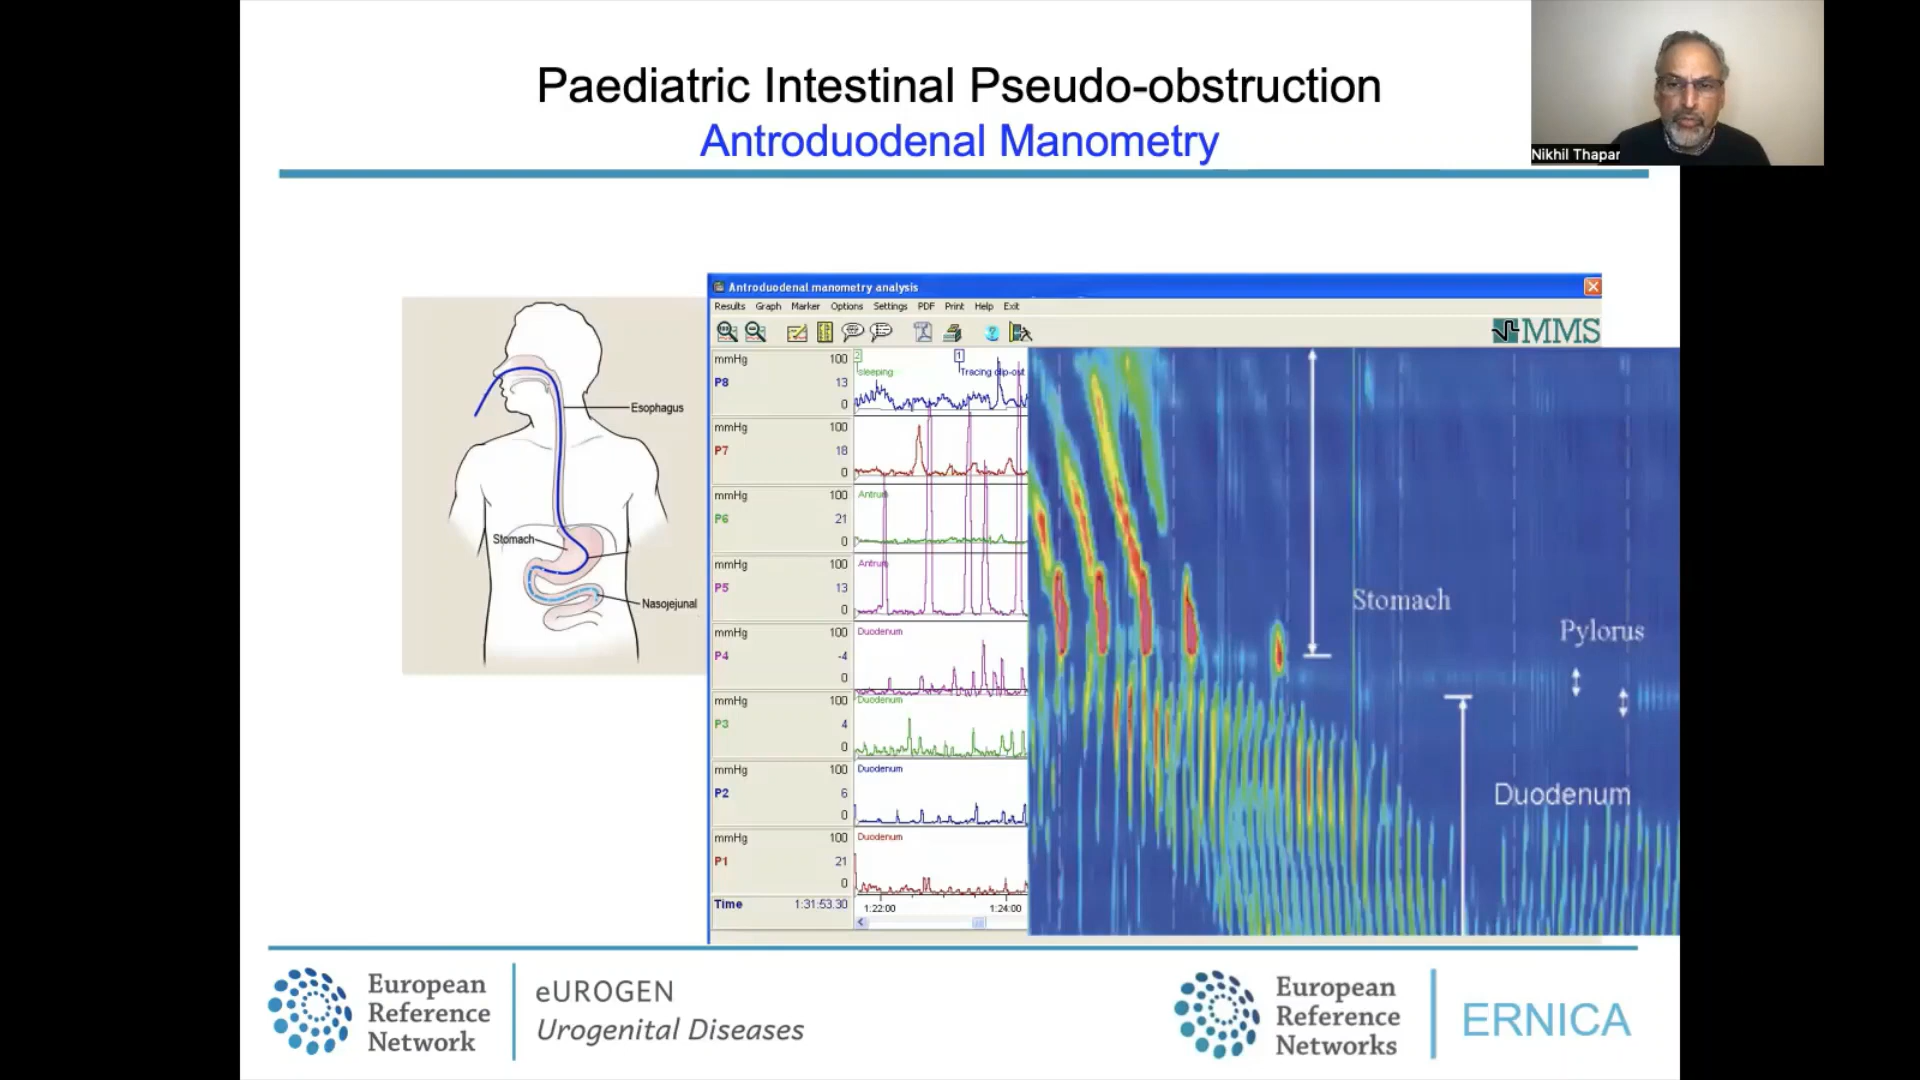 Paediatric Intestinal Pseudo-obstruction
Antroduodenal Manometry
Nikhil Thapar
Esophagus
Stomach
Nasojejunal
Antroduodenal manometry analysis
Results Graph Marker Options Settings PDF Print Help Exit
MMS
mmHg 100
P8 13
0
2 sleeping
1 Tracing clip-out
mmHg 100
P7 18
0
mmHg 100 Antrum
P6 21
0
mmHg 100 Antrum
P5 13
0
mmHg 100 Duodenum
P4 -4
0
mmHg 100 Duodenum
P3 4
0
mmHg 100 Duodenum
P2 6
0
mmHg 100 Duodenum
P1 21
0
Time 1:31:53.30 1:22:00 1:24:00
Stomach
Pylorus
Duodenum
European
Reference
Network
eUROGEN
Urogenital Diseases
European
Reference
Networks
ERNICA